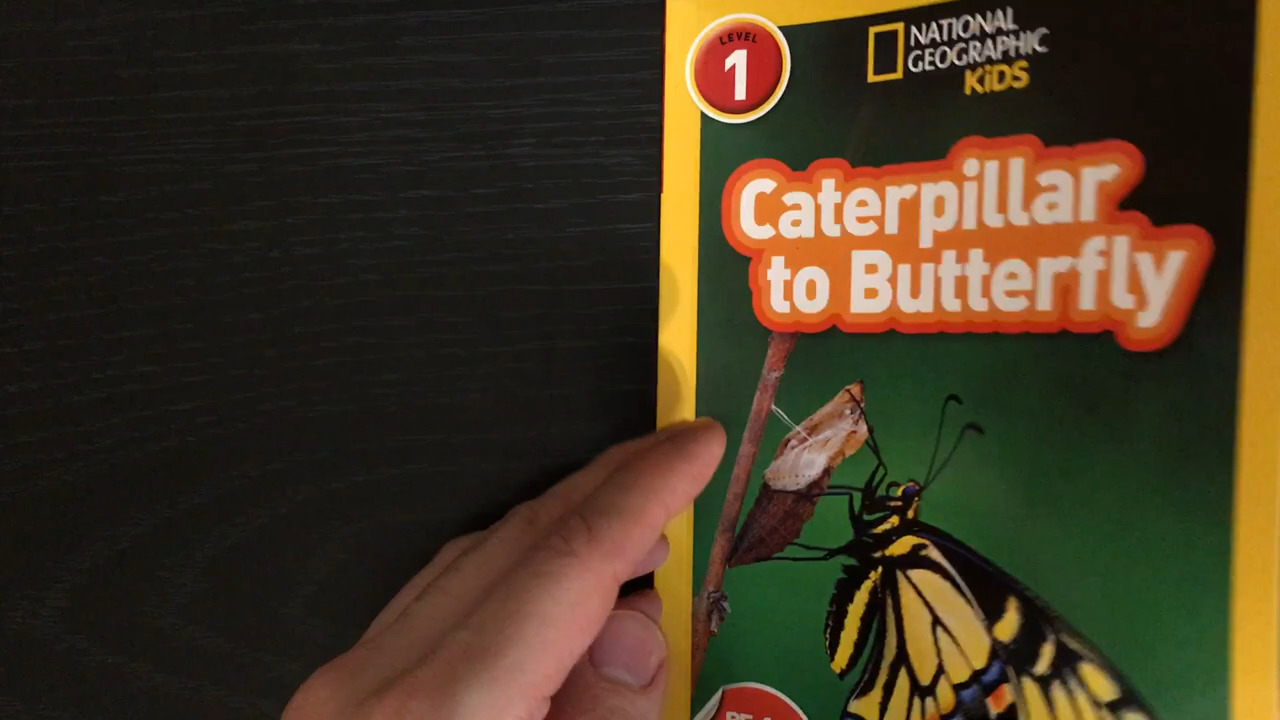 LEVEL
1
NATIONAL
GEOGRAPHIC
KiDS
Caterpillar
to Butterfly